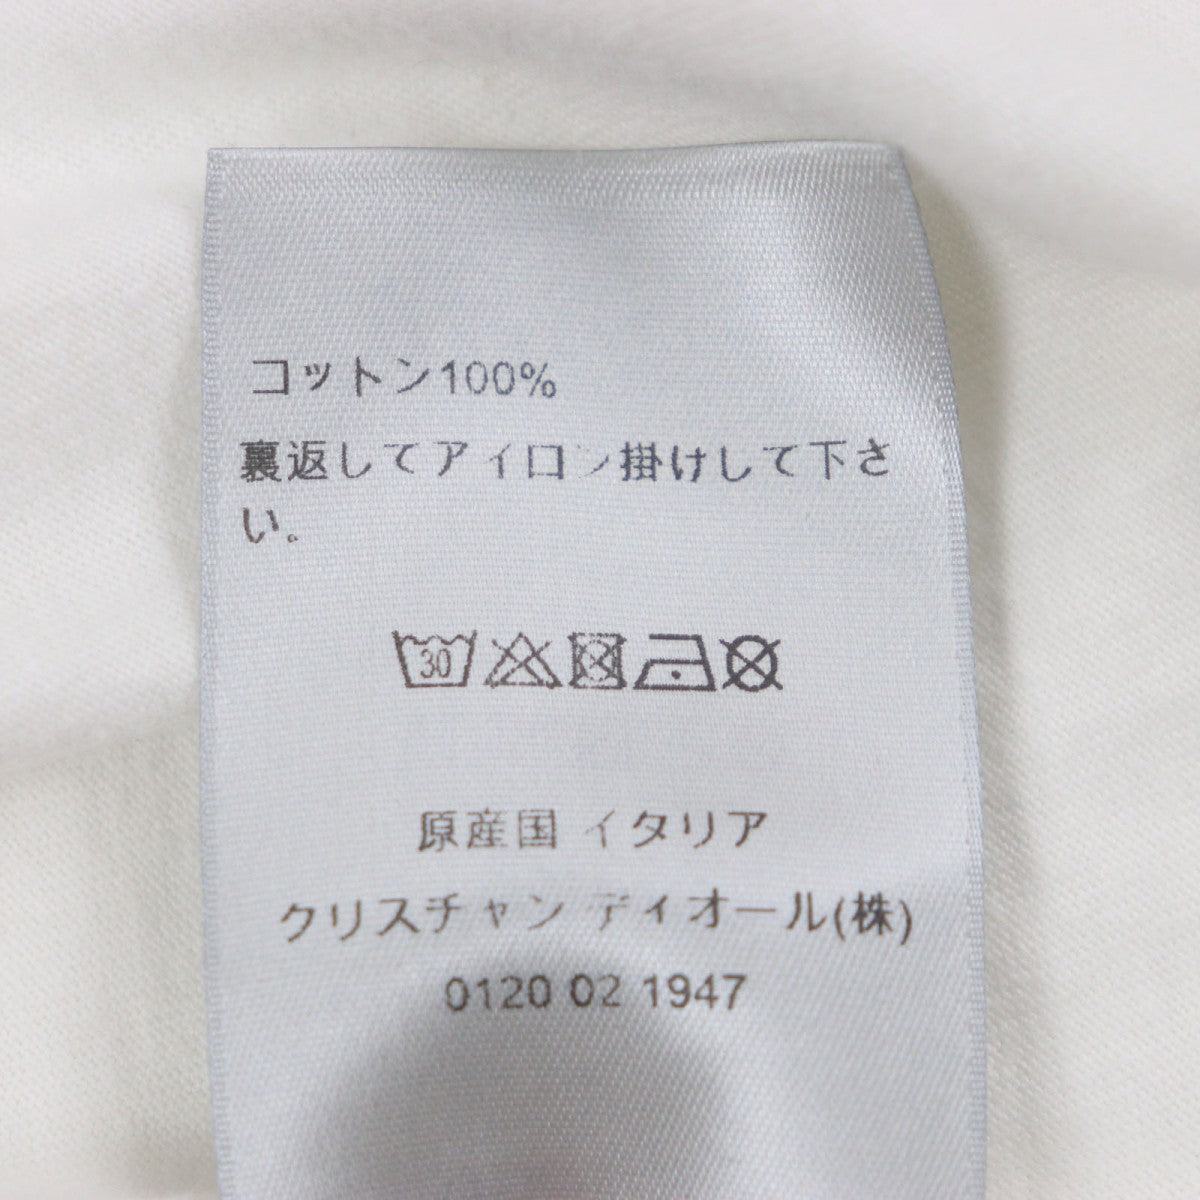 コットン100%
裏返してアイロン掛けして下さ
い.
30
原産国 イタリア
クリスチャン ディオール(株)
0120 02 1947